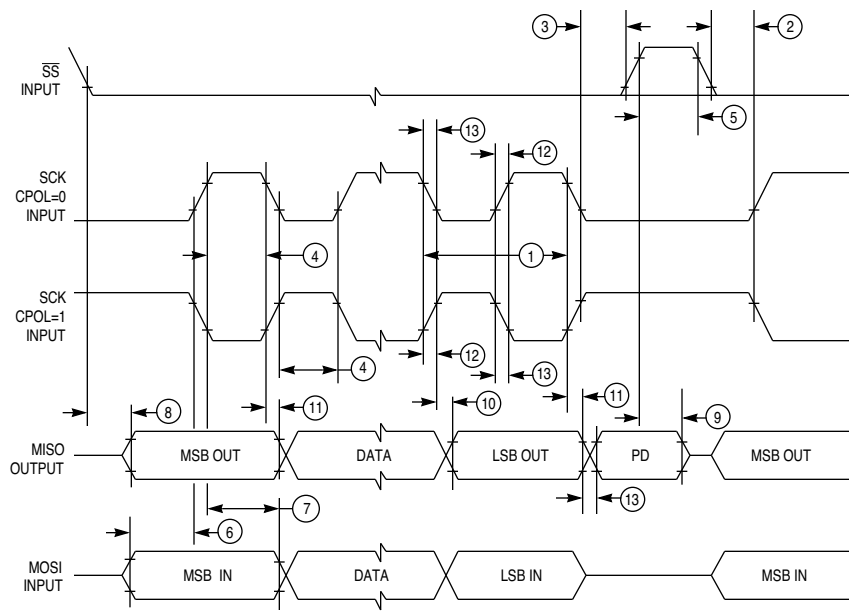 3
2
SS
INPUT
5
13
12
SCK
CPOL=0
INPUT
4
1
SCK
CPOL=1
INPUT
4
12
13
8
11
10
11
9
MISO
OUTPUT
MSB OUT
DATA
LSB OUT
PD
MSB OUT
7
13
6
MOSI
INPUT
MSB IN
DATA
LSB IN
MSB IN